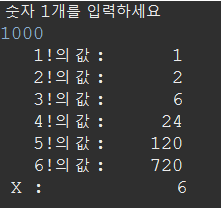 숫자 1개를 입력하세요
1000
1!의 값 : 1
2!의 값 : 2
3!의 값 : 6
4!의 값 : 24
5!의 값 : 120
6!의 값 : 720
X : 6